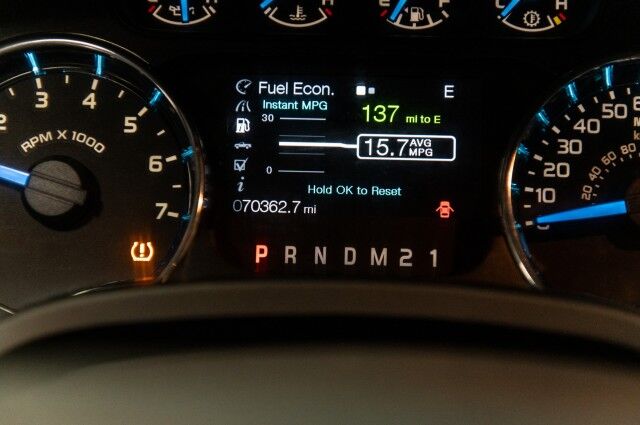 E F
C H
Fuel Econ.
E
Instant MPG
137 mi to E
30
15.7 AVG MPG
0
Hold OK to Reset
070362.7 mi
P R N D M 2 1
2 3 4 5 6 7
RPM X 1000
10 20 30 40 50
20 40 60 80